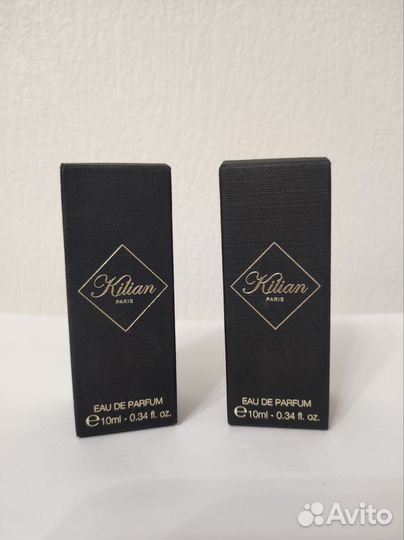 Kilian
PARIS
EAU DE PARFUM
℮10ml - 0.34 fl. oz.
Kilian
PARIS
EAU DE PARFUM
℮10ml - 0.34 fl. oz.
Avito